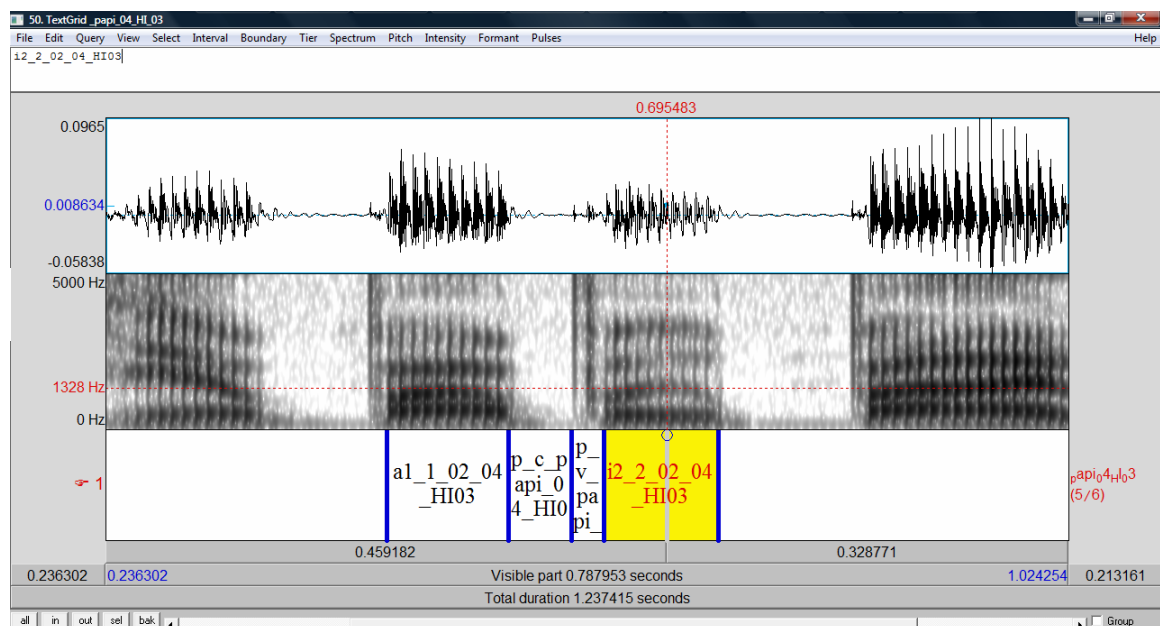 50. TextGrid _papi_04_HI_03
File Edit Query View Select Interval Boundary Tier Spectrum Pitch Intensity Formant Pulses Help
i2_2_02_04_HI03
0.695483
0.0965
0.008634
-0.05838
5000 Hz
1328 Hz
0 Hz
1
a1_1_02_04
_HI03
p_c_p
api_0
4_HI0
p_
v_
pa
pi_
i2_2_02_04
_HI03
papi04HI03
(5/6)
0.459182 0.328771
0.236302 0.236302 Visible part 0.787953 seconds 1.024254 0.213161
Total duration 1.237415 seconds
all in out sel bak Group